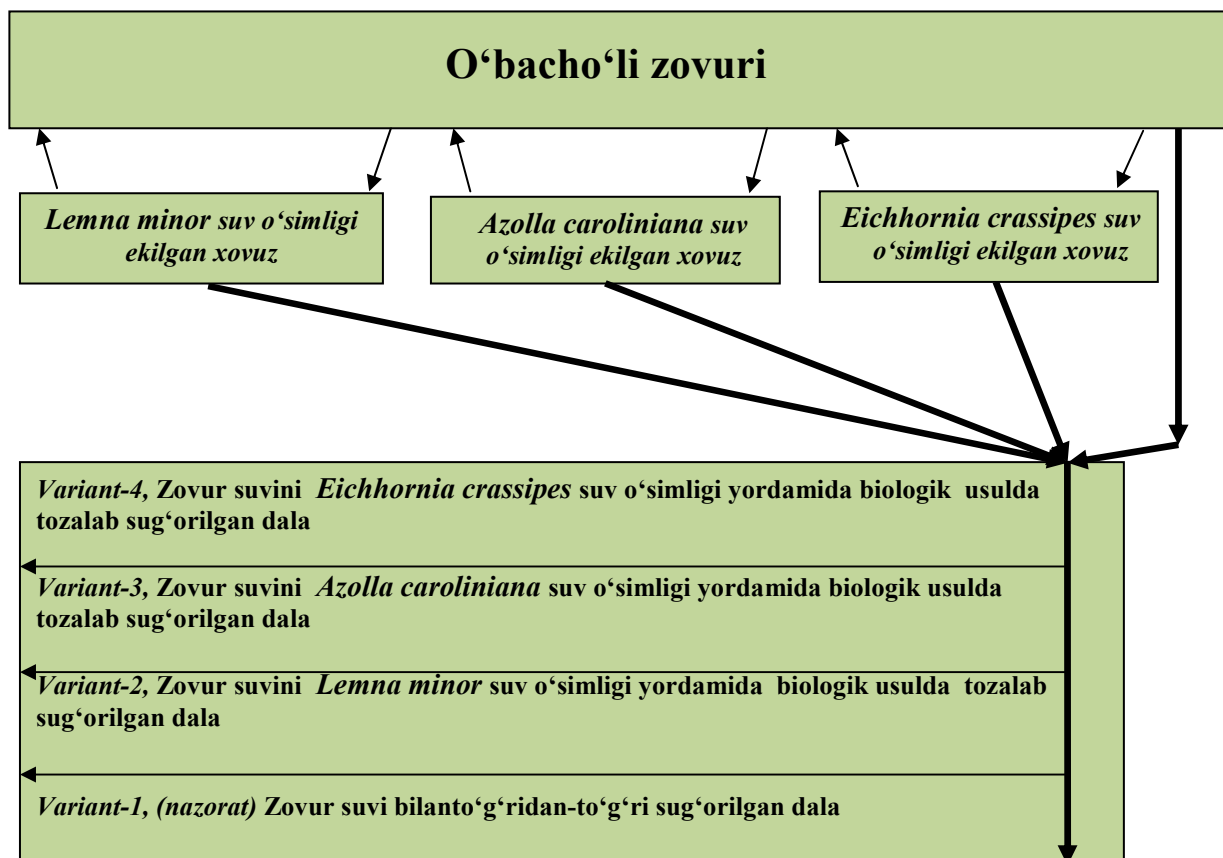 O‘bacho‘li zovuri
Lemna minor suv o‘simligi
ekilgan xovuz
Azolla caroliniana suv
o‘simligi ekilgan xovuz
Eichhornia crassipes suv
o‘simligi ekilgan xovuz
Variant-4, Zovur suvini Eichhornia crassipes suv o‘simligi yordamida biologik usulda
tozalab sug‘orilgan dala
Variant-3, Zovur suvini Azolla caroliniana suv o‘simligi yordamida biologik usulda
tozalab sug‘orilgan dala
Variant-2, Zovur suvini Lemna minor suv o‘simligi yordamida biologik usulda tozalab
sug‘orilgan dala
Variant-1, (nazorat) Zovur suvi bilanto‘g‘ridan-to‘g‘ri sug‘orilgan dala